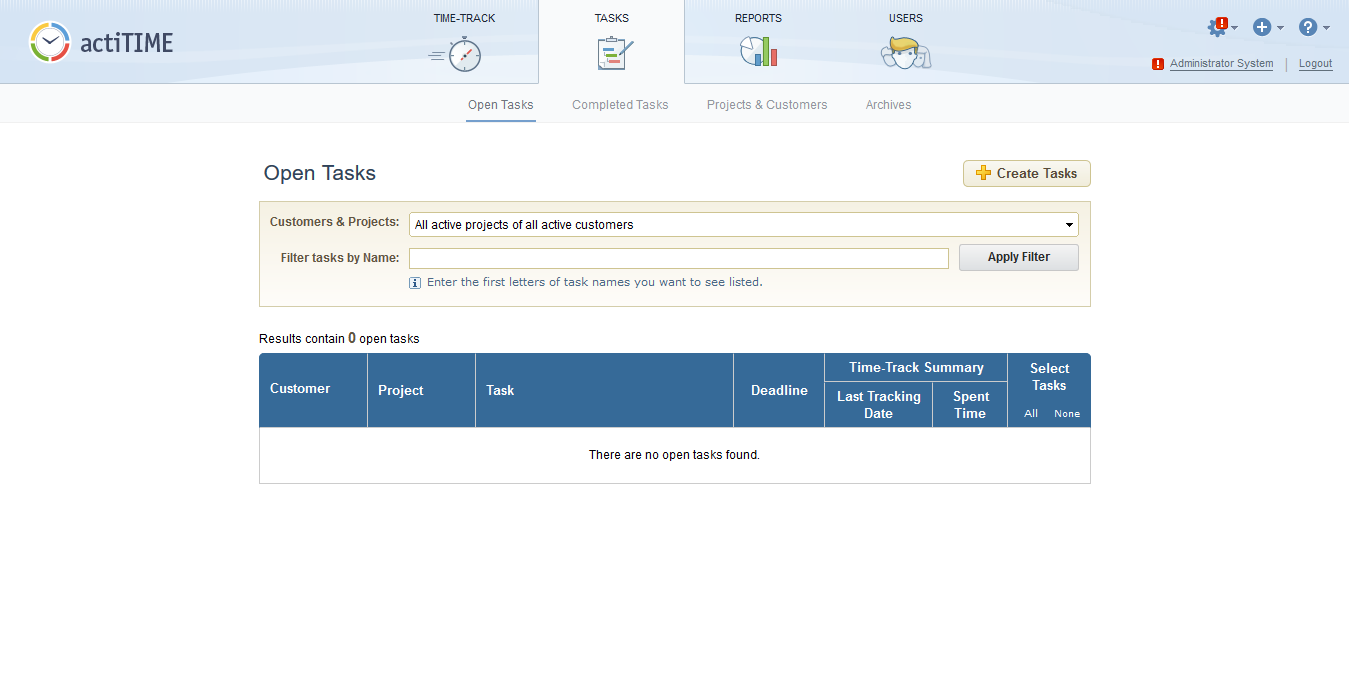 actiTIME
TIME-TRACK
TASKS
REPORTS
USERS
Administrator System
Logout
Open Tasks
Completed Tasks
Projects & Customers
Archives
Open Tasks
Create Tasks
Customers & Projects:
All active projects of all active customers
Filter tasks by Name:
Apply Filter
Enter the first letters of task names you want to see listed.
Results contain 0 open tasks
Customer
Project
Task
Deadline
Time-Track Summary
Last Tracking
Date
Spent
Time
Select
Tasks
All None
There are no open tasks found.